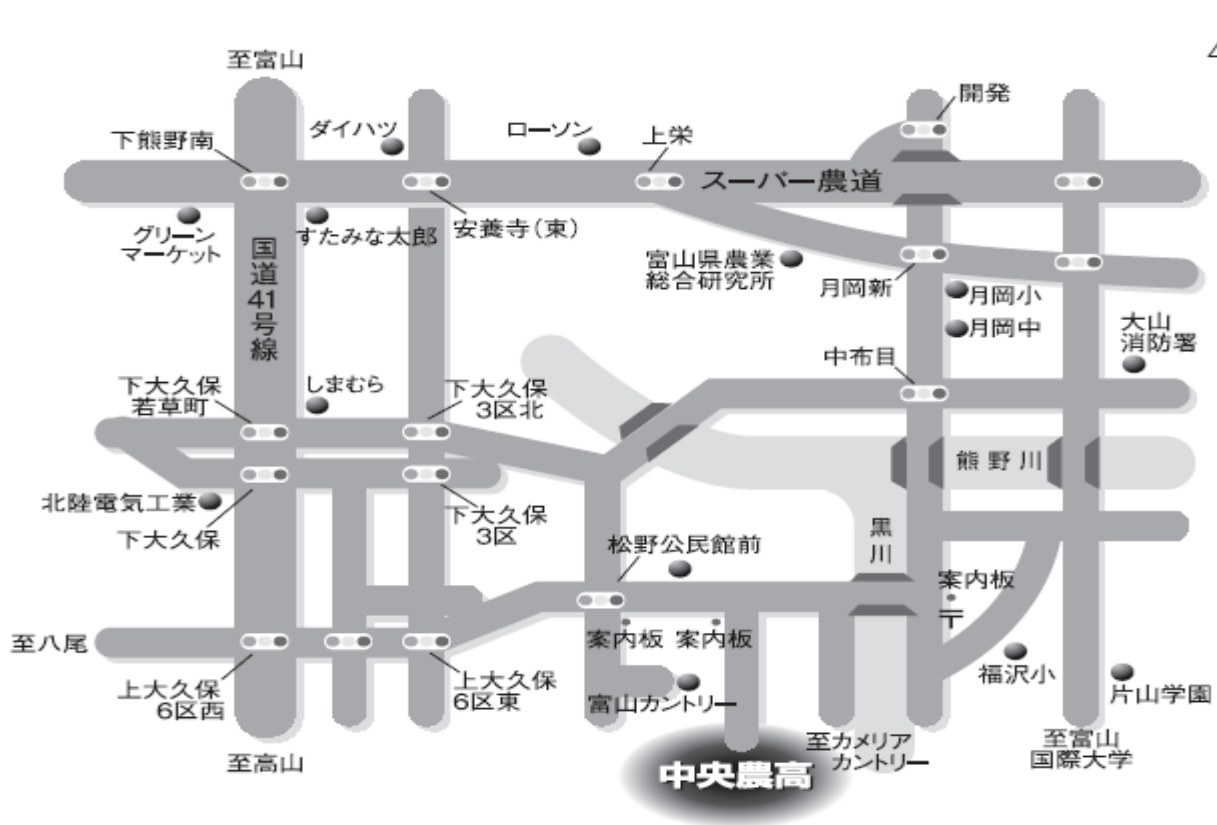 至富山
開発
ダイハツ
ローソン
上栄
下熊野南
スーパー農道
グリーン
マーケット
すたみな太郎
安養寺(東)
国道41号線
富山県農業
総合研究所
月岡新
月岡小
月岡中
大山
消防署
中布目
下大久保
若草町
しまむら
下大久保
3区北
熊野川
北陸電気工業
下大久保
下大久保
3区
黒川
松野公民館前
案内板
〒
至八尾
案内板
案内板
上大久保
6区西
上大久保
6区東
富山カントリー
福沢小
片山学園
至高山
至カメリア
カントリー
至富山
国際大学
中央農高